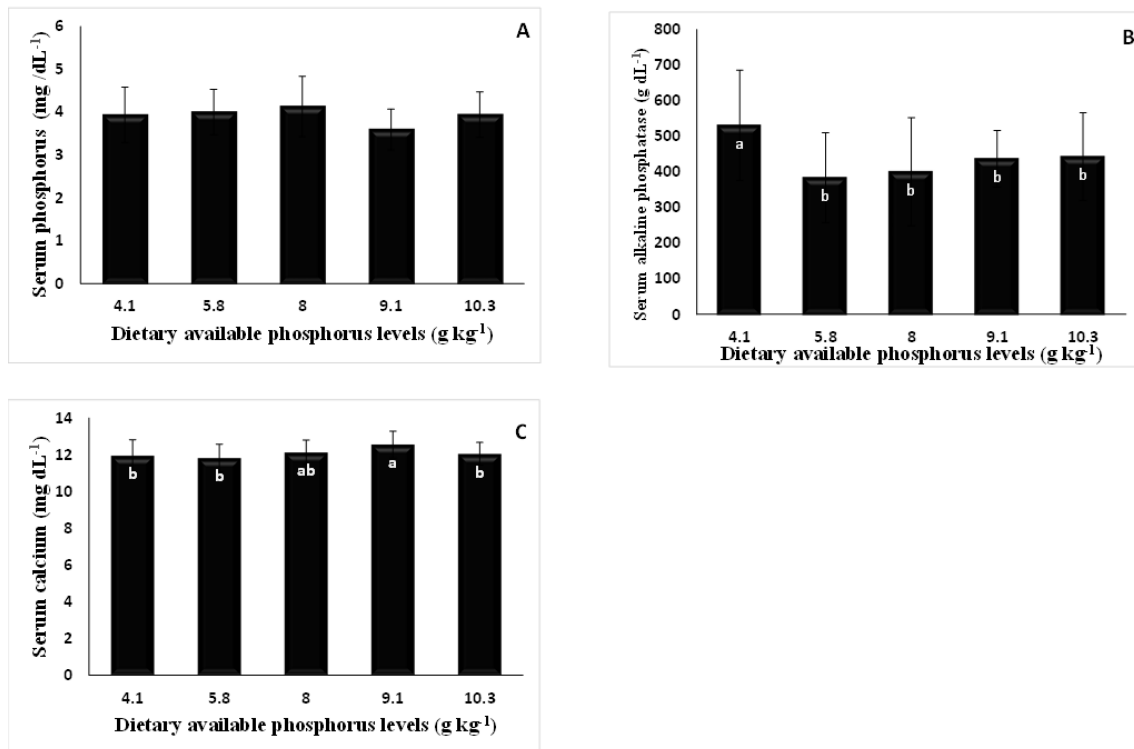 A
Serum phosphorus (mg /dL⁻¹)
6
5
4
3
2
1
0
4.1 5.8 8 9.1 10.3
Dietary available phosphorus levels (g kg⁻¹)
B
Serum alkaline phosphatase (g dL⁻¹)
800
700
600
500
400
300
200
100
0
a b b b b
4.1 5.8 8 9.1 10.3
Dietary available phosphorus levels (g kg⁻¹)
C
Serum calcium (mg dL⁻¹)
14
12
10
8
6
4
2
0
b b ab a b
4.1 5.8 8 9.1 10.3
Dietary available phosphorus levels (g kg⁻¹)